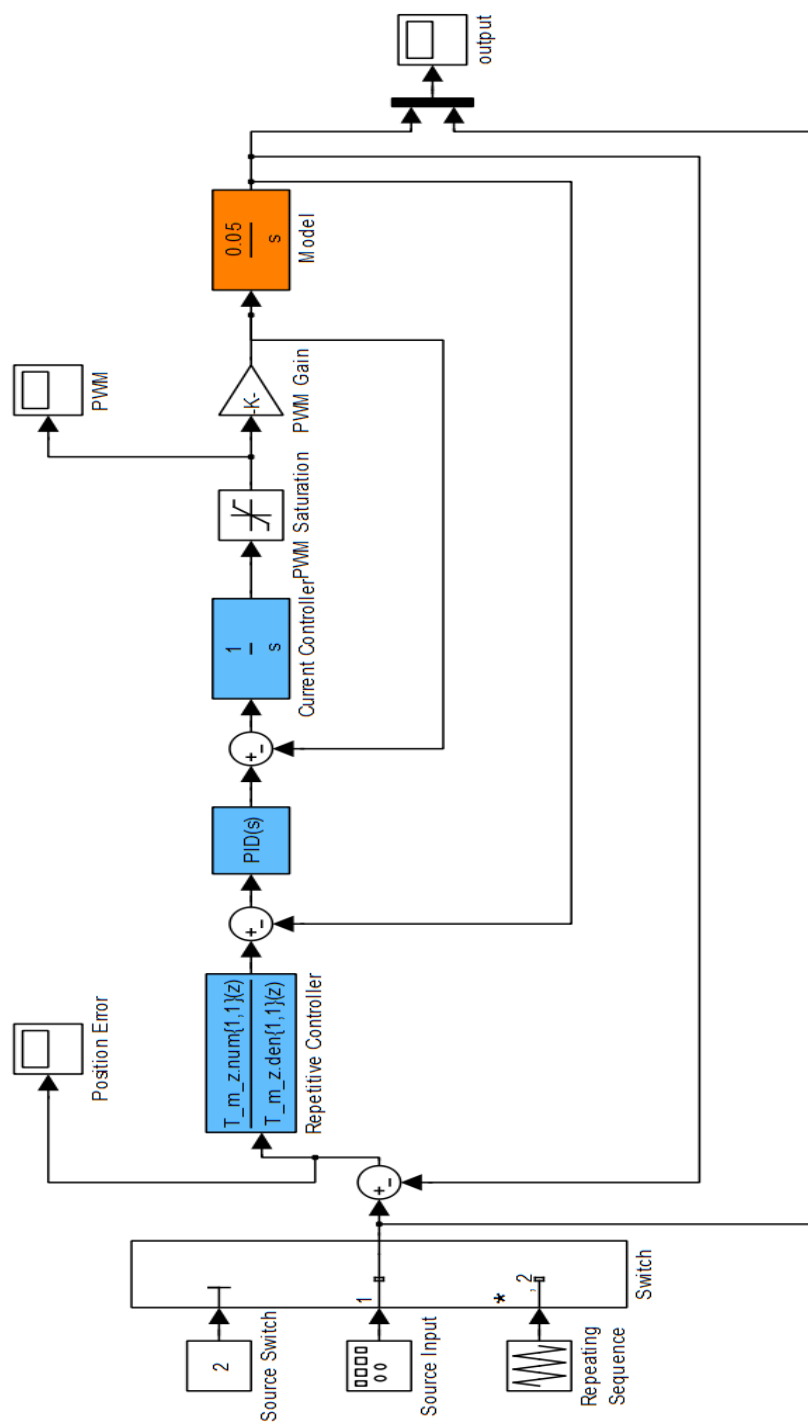 2
Source Switch
Source Input
Repeating
Sequence
1
*
, 2
Switch
Position Error
T_m_z.num{1,1}(z)
T_m_z.den{1,1}(z)
Repetitive Controller
+
−
+
−
PID(s)
+
−
1
s
Current Controller
PWM Saturation
PWM
-K-
PWM Gain
0.05
s
Model
output